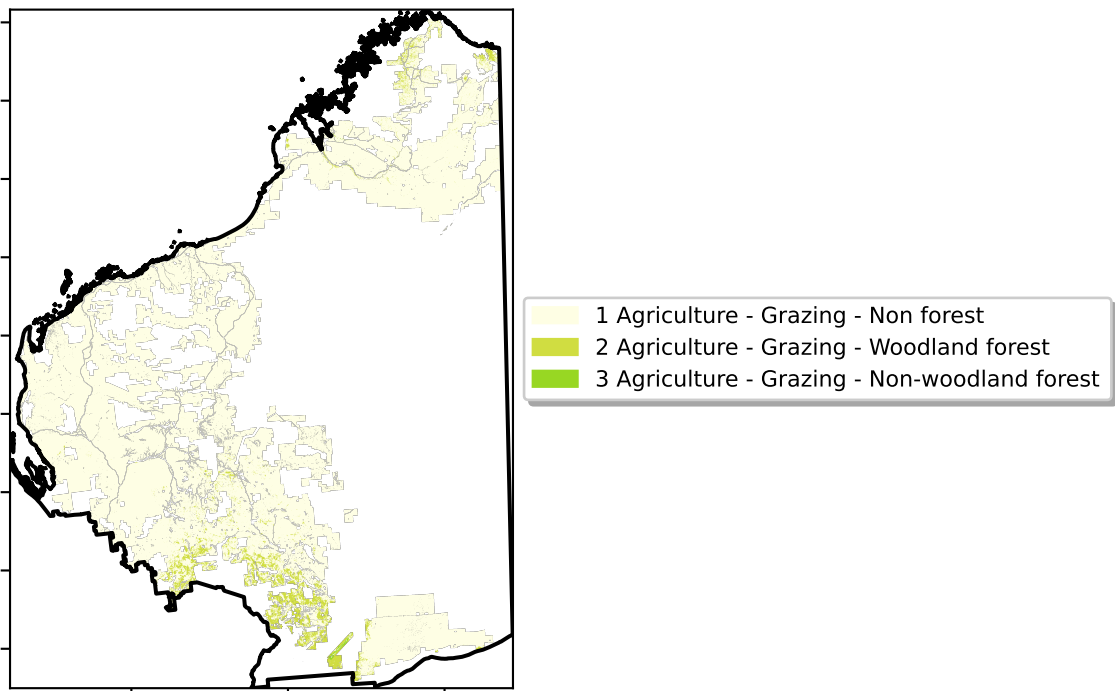 1 Agriculture - Grazing - Non forest
2 Agriculture - Grazing - Woodland forest
3 Agriculture - Grazing - Non-woodland forest